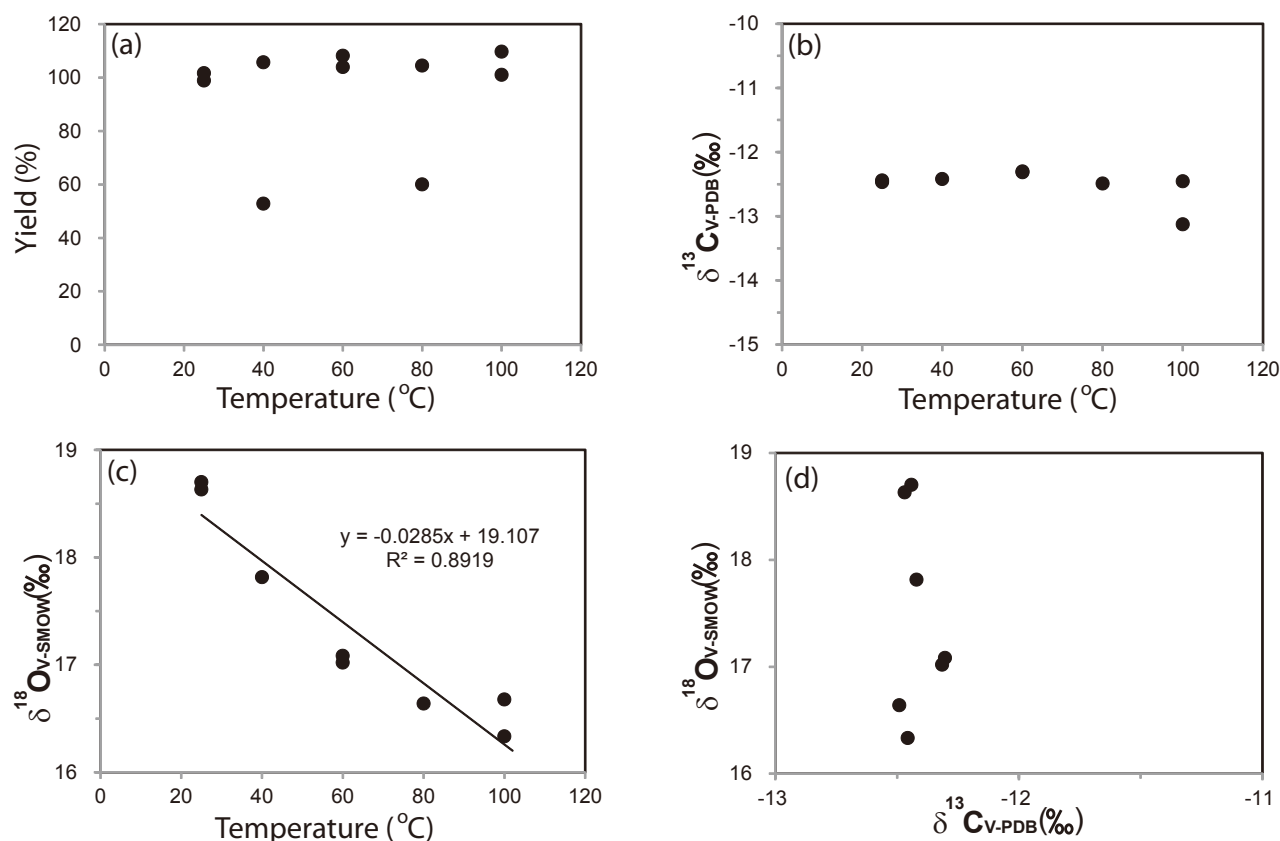 (a)
120
100
80
60
40
20
0
Yield (%)
0 20 40 60 80 100 120
Temperature (°C)
(b)
-10
-11
-12
-13
-14
-15
δ13CV-PDB(‰)
0 20 40 60 80 100 120
Temperature (°C)
(c)
19
18
17
16
δ18OV-SMOW(‰)
y = -0.0285x + 19.107
R² = 0.8919
0 20 40 60 80 100 120
Temperature (°C)
(d)
19
18
17
16
δ18OV-SMOW(‰)
-13 -12 -11
δ13CV-PDB(‰)